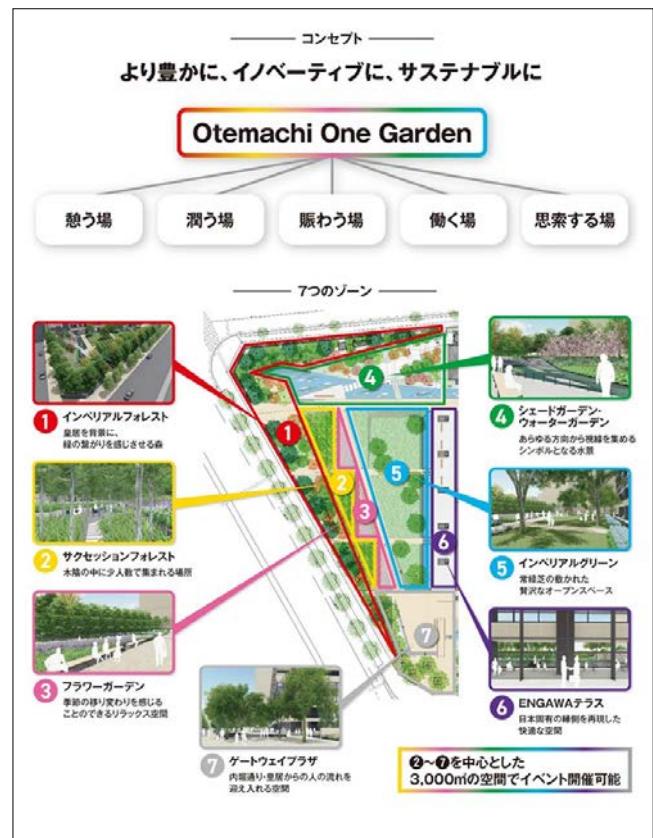 コンセプト
より豊かに、イノベーティブに、サステナブルに
Otemachi One Garden
憩う場
潤う場
賑わう場
働く場
思索する場
7つのゾーン
1 インペリアルフォレスト
皇居を背景に、
緑の繋がりを感じさせる森
2 サクセッションフォレスト
木陰の中に少人数で集まれる場所
3 フラワーガーデン
季節の移り変わりを感じる
ことのできるリラックス空間
7 ゲートウェイプラザ
内堀通り・皇居からの人の流れを
迎え入れる空間
1
2
3
4
5
6
7
4 シェードガーデン・
ウォーターガーデン
あらゆる方向から視線を集める
シンボルとなる水景
5 インペリアルグリーン
常緑芝の敷かれた
贅沢なオープンスペース
6 ENGAWAテラス
日本固有の縁側を再現した
快適な空間
❷～❼を中心とした
3,000㎡の空間でイベント開催可能